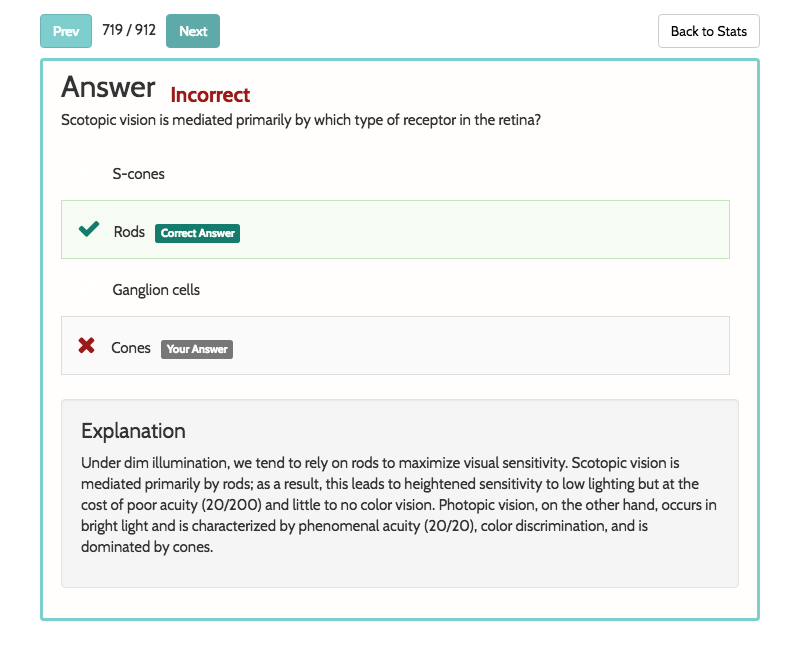 Prev 719 / 912 Next Back to Stats
Answer Incorrect
Scotopic vision is mediated primarily by which type of receptor in the retina?
S-cones
Rods Correct Answer
Ganglion cells
Cones Your Answer
Explanation
Under dim illumination, we tend to rely on rods to maximize visual sensitivity. Scotopic vision is
mediated primarily by rods; as a result, this leads to heightened sensitivity to low lighting but at the
cost of poor acuity (20/200) and little to no color vision. Photopic vision, on the other hand, occurs in
bright light and is characterized by phenomenal acuity (20/20), color discrimination, and is
dominated by cones.